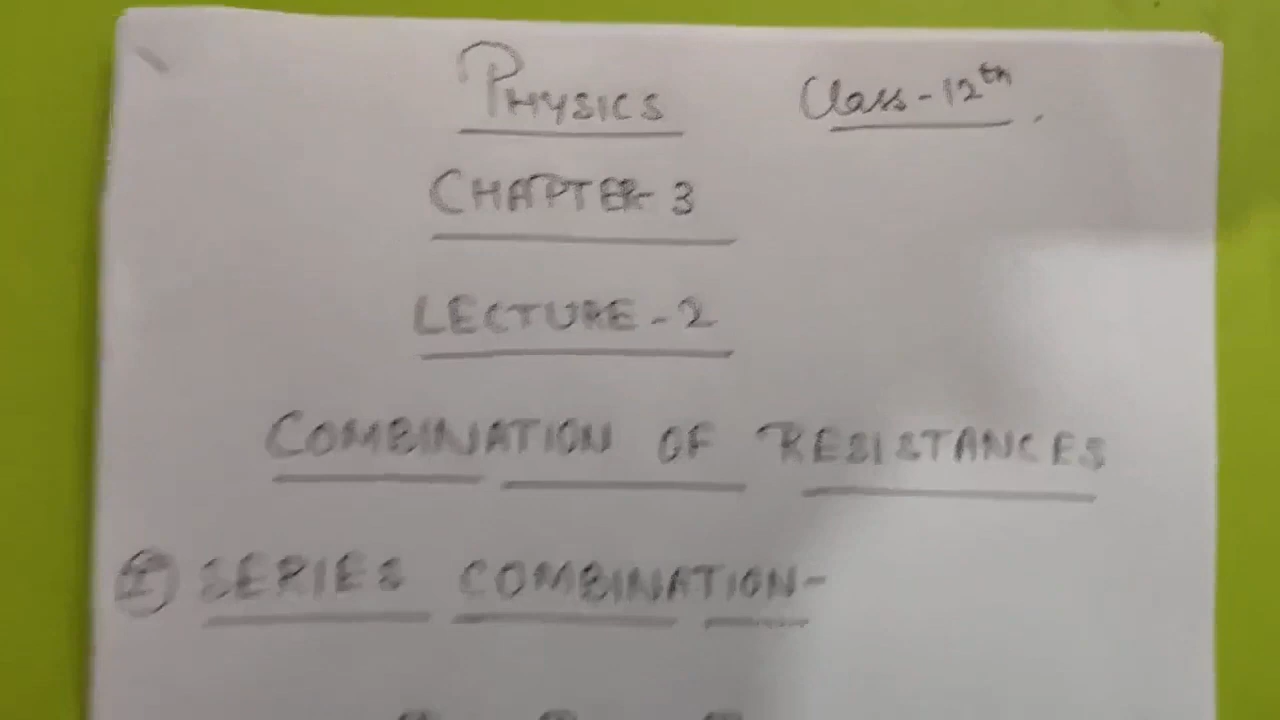 PHYSICS Class-12th.
CHAPTER-3
LECTURE-2
COMBINATION OF RESISTANCES
I SERIES COMBINATION-